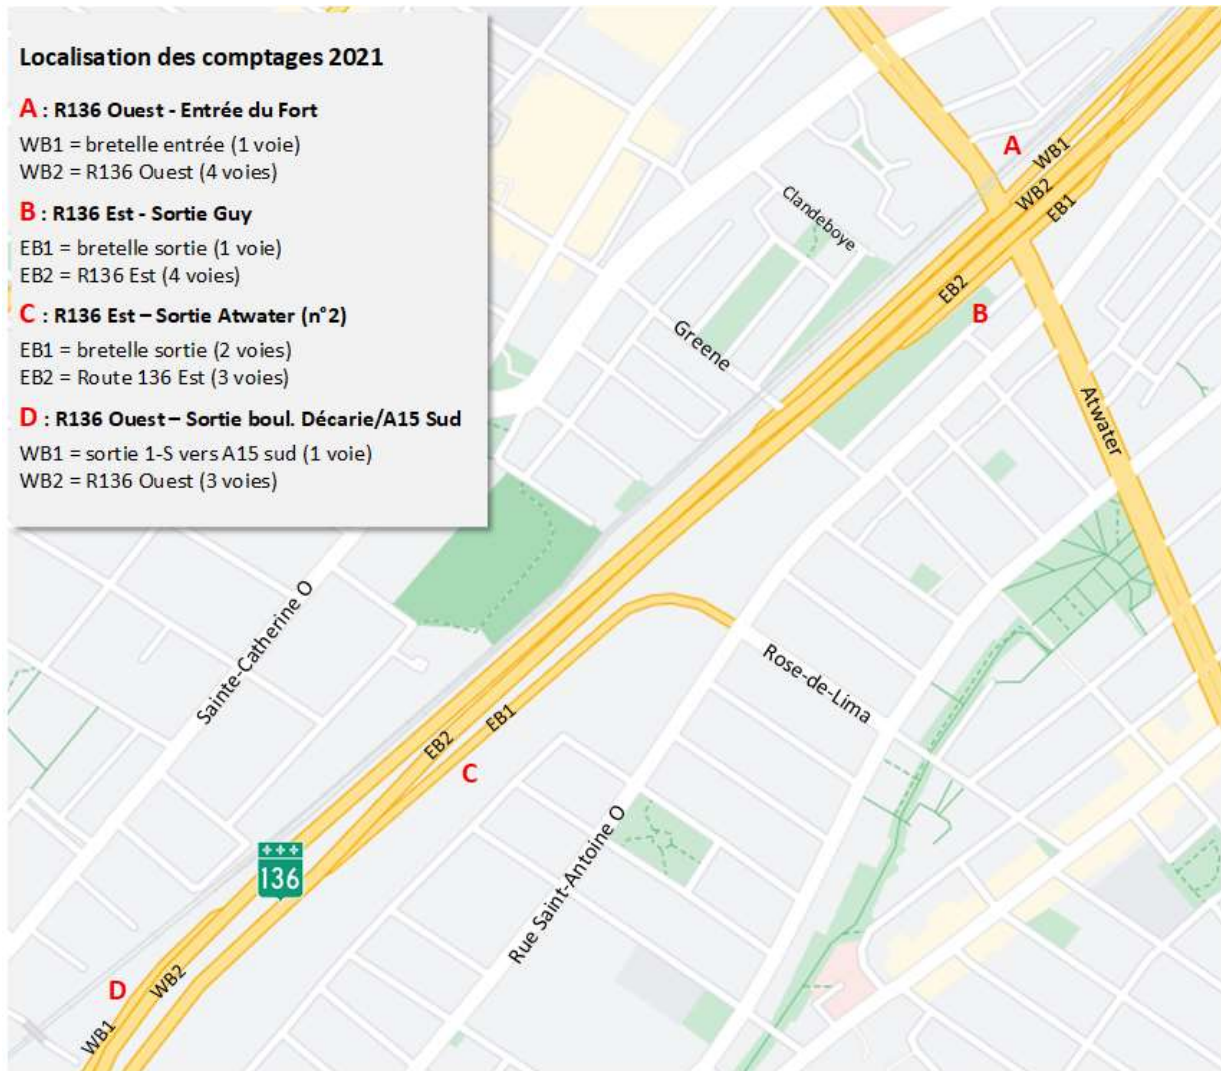 Localisation des comptages 2021
A : R136 Ouest - Entrée du Fort
WB1 = bretelle entrée (1 voie)
WB2 = R136 Ouest (4 voies)
B : R136 Est - Sortie Guy
EB1 = bretelle sortie (1 voie)
EB2 = R136 Est (4 voies)
C : R136 Est – Sortie Atwater (n°2)
EB1 = bretelle sortie (2 voies)
EB2 = Route 136 Est (3 voies)
D : R136 Ouest – Sortie boul. Décarie/A15 Sud
WB1 = sortie 1-S vers A15 sud (1 voie)
WB2 = R136 Ouest (3 voies)
A
WB1
WB2
EB1
Clandeboye
EB2
B
Greene
Atwater
Sainte-Catherine O
Rose-de-Lima
EB1
EB2
C
Rue Saint-Antoine O
136
D
WB2
WB1